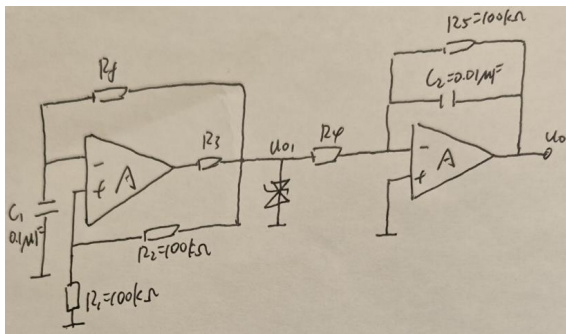 R5=100kΩ
Rf
C2=0.01μF
R3
uo1
R4
uo
-
A
+
-
A
+
C1
0.1μF
R2=100kΩ
R1=100kΩ